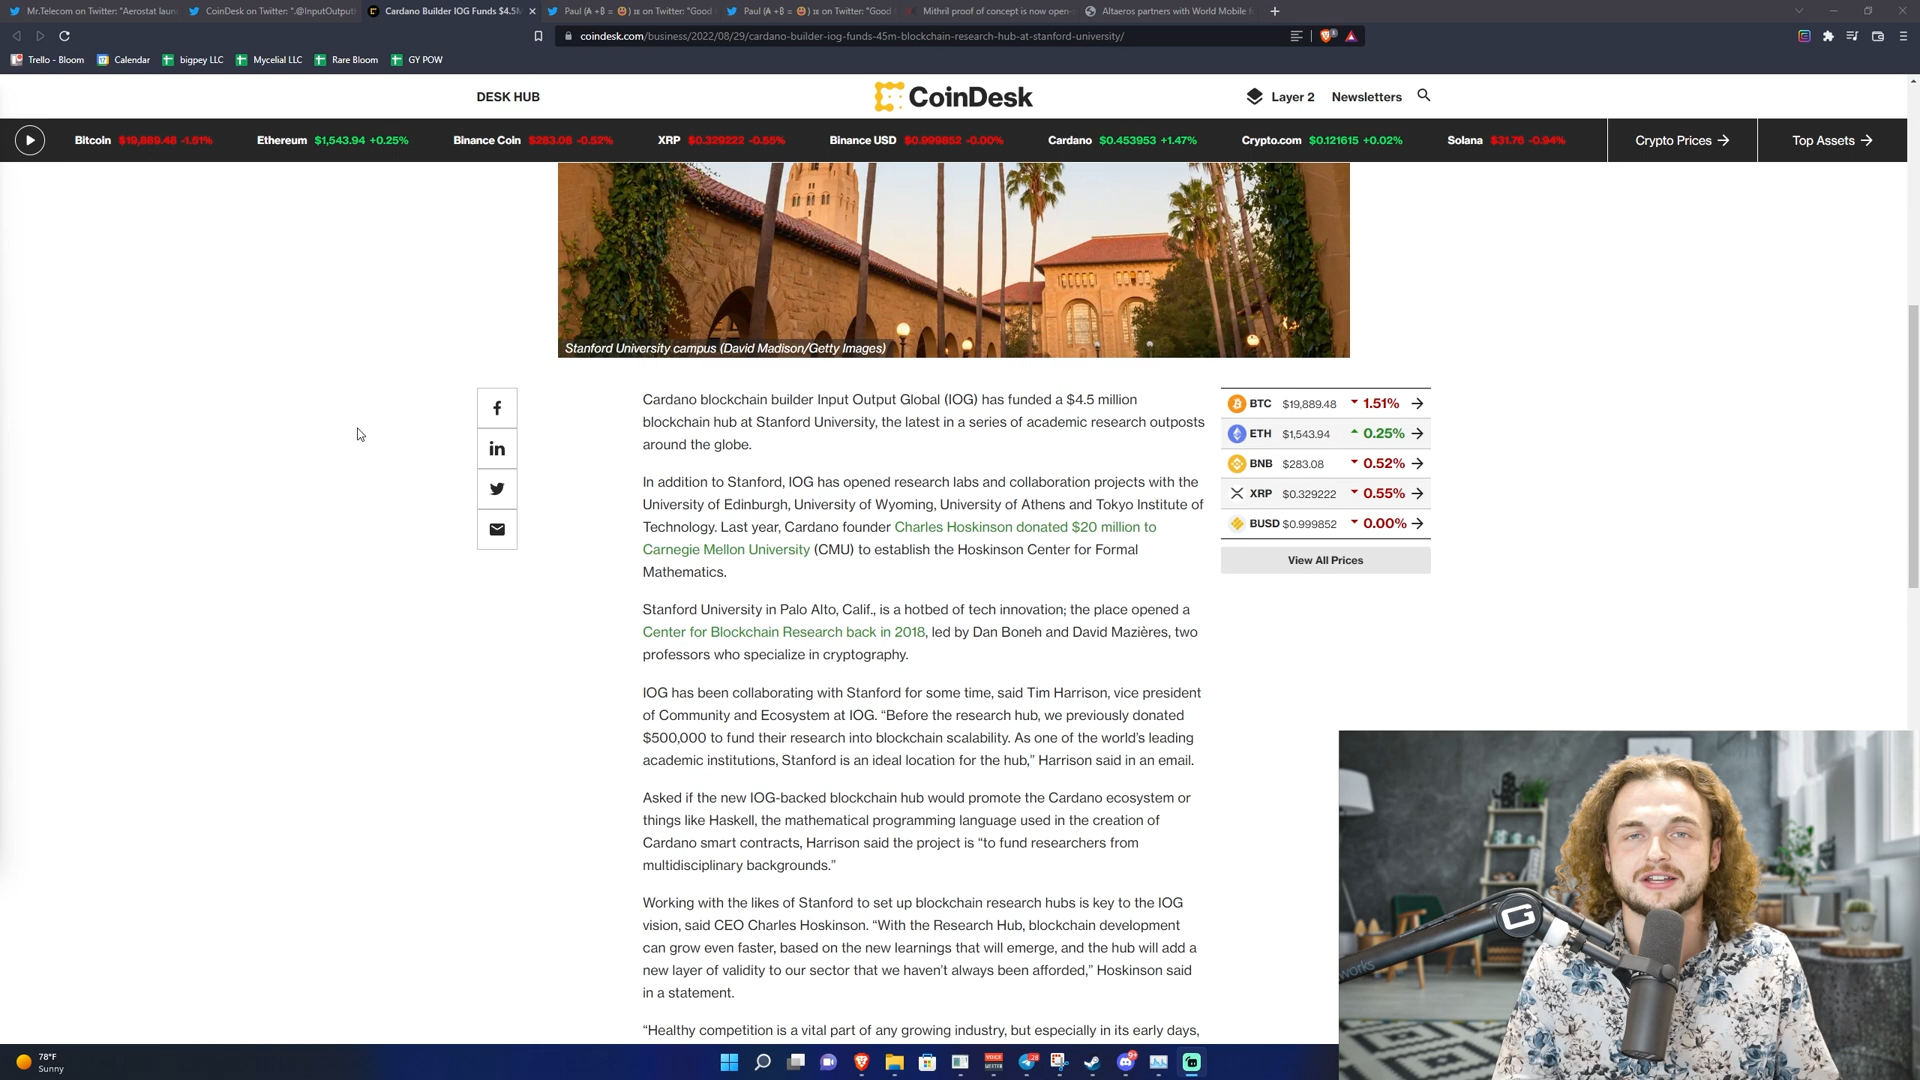 Mr.Telecom on Twitter: "Aerostat laun
CoinDesk on Twitter: ".@InputOutput
Cardano Builder IOG Funds $4.5M
on Twitter: "Good
on Twitter: "Good
Mithril proof of concept is now open-
Altaeros partners with World Mobile f
coindesk.com/business/2022/08/29/cardano-builder-iog-funds-45m-blockchain-research-hub-at-stanford-university/
Trello - Bloom
Calendar
bigpey LLC
Mycelial LLC
Rare Bloom
GY POW
DESK HUB
CoinDesk
Layer 2
Newsletters
Bitcoin $19,889.48 -1.51%
Ethereum $1,543.94 +0.25%
Binance Coin $283.08 -0.52%
XRP $0.329222 -0.55%
Binance USD $0.999852 -0.00%
Cardano $0.453953 +1.47%
Crypto.com $0.121615 +0.02%
Solana $31.76 -0.94%
Crypto Prices →
Top Assets →
Stanford University campus (David Madison/Getty Images)
Cardano blockchain builder Input Output Global (IOG) has funded a $4.5 million
blockchain hub at Stanford University, the latest in a series of academic research outposts
around the globe.
In addition to Stanford, IOG has opened research labs and collaboration projects with the
University of Edinburgh, University of Wyoming, University of Athens and Tokyo Institute of
Technology. Last year, Cardano founder Charles Hoskinson donated $20 million to
Carnegie Mellon University (CMU) to establish the Hoskinson Center for Formal
Mathematics.
Stanford University in Palo Alto, Calif., is a hotbed of tech innovation; the place opened a
Center for Blockchain Research back in 2018, led by Dan Boneh and David Mazières, two
professors who specialize in cryptography.
IOG has been collaborating with Stanford for some time, said Tim Harrison, vice president
of Community and Ecosystem at IOG. “Before the research hub, we previously donated
$500,000 to fund their research into blockchain scalability. As one of the world’s leading
academic institutions, Stanford is an ideal location for the hub,” Harrison said in an email.
Asked if the new IOG-backed blockchain hub would promote the Cardano ecosystem or
things like Haskell, the mathematical programming language used in the creation of
Cardano smart contracts, Harrison said the project is “to fund researchers from
multidisciplinary backgrounds.”
Working with the likes of Stanford to set up blockchain research hubs is key to the IOG
vision, said CEO Charles Hoskinson. “With the Research Hub, blockchain development
can grow even faster, based on the new learnings that will emerge, and the hub will add a
new layer of validity to our sector that we haven’t always been afforded,” Hoskinson said
in a statement.
“Healthy competition is a vital part of any growing industry, but especially in its early days,
BTC $19,889.48 1.51% →
ETH $1,543.94 0.25% →
BNB $283.08 0.52% →
XRP $0.329222 0.55% →
BUSD $0.999852 0.00% →
View All Prices
works
78°F
Sunny